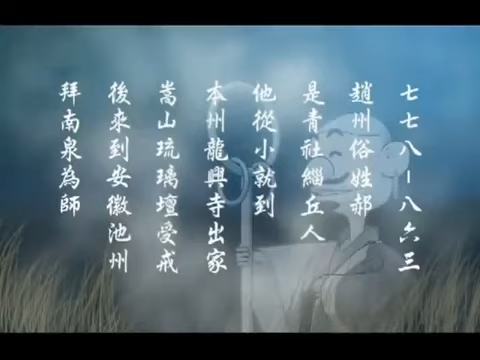 七七八-八六三
趙州俗姓郝
是青社緇丘人
他從小就到
本州龍興寺出家
嵩山琉璃壇受戒
後來到安徽池州
拜南泉為師